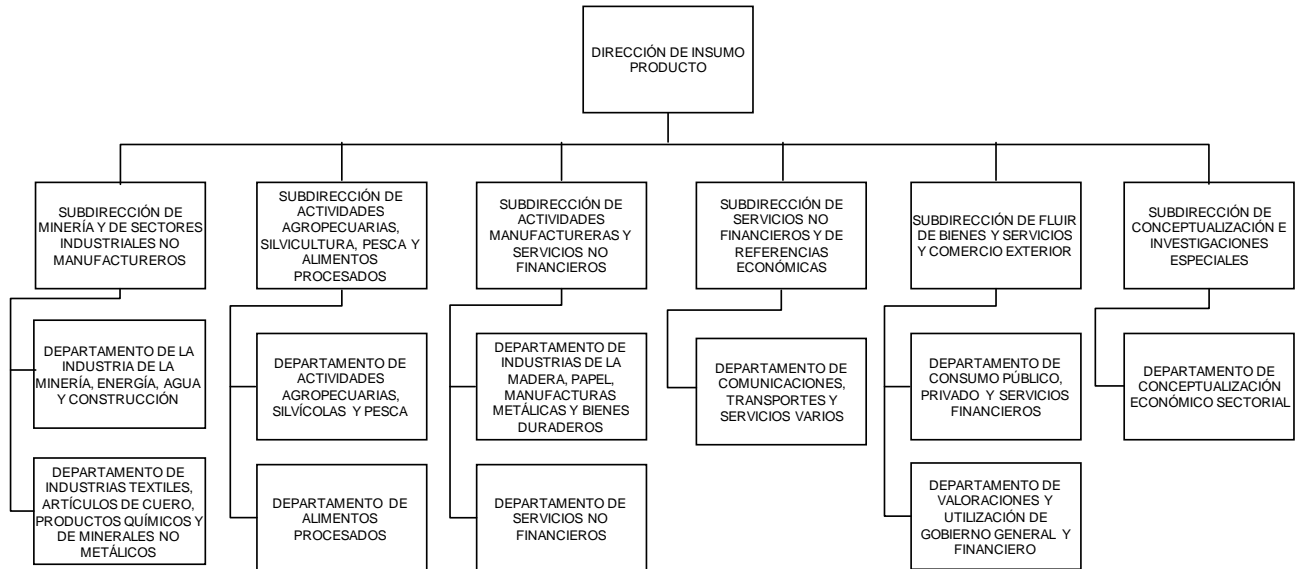 DIRECCIÓN DE INSUMO
PRODUCTO
SUBDIRECCIÓN DE
MINERÍA Y DE SECTORES
INDUSTRIALES NO
MANUFACTUREROS
SUBDIRECCIÓN DE
ACTIVIDADES
AGROPECUARIAS,
SILVICULTURA, PESCA Y
ALIMENTOS
PROCESADOS
SUBDIRECCIÓN DE
ACTIVIDADES
MANUFACTURERAS Y
SERVICIOS NO
FINANCIEROS
SUBDIRECCIÓN DE
SERVICIOS NO
FINANCIEROS Y DE
REFERENCIAS
ECONÓMICAS
SUBDIRECCIÓN DE FLUIR
DE BIENES Y SERVICIOS
Y COMERCIO EXTERIOR
SUBDIRECCIÓN DE
CONCEPTUALIZACIÓN E
INVESTIGACIONES
ESPECIALES
DEPARTAMENTO DE LA
INDUSTRIA DE LA
MINERÍA, ENERGÍA, AGUA
Y CONSTRUCCIÓN
DEPARTAMENTO DE
ACTIVIDADES
AGROPECUARIAS,
SILVÍCOLAS Y PESCA
DEPARTAMENTO DE
INDUSTRIAS DE LA
MADERA, PAPEL,
MANUFACTURAS
METÁLICAS Y BIENES
DURADEROS
DEPARTAMENTO DE
COMUNICACIONES,
TRANSPORTES Y
SERVICIOS VARIOS
DEPARTAMENTO DE
CONSUMO PÚBLICO,
PRIVADO Y SERVICIOS
FINANCIEROS
DEPARTAMENTO DE
CONCEPTUALIZACIÓN
ECONÓMICO SECTORIAL
DEPARTAMENTO DE
INDUSTRIAS TEXTILES,
ARTÍCULOS DE CUERO,
PRODUCTOS QUÍMICOS Y
DE MINERALES NO
METÁLICOS
DEPARTAMENTO DE
ALIMENTOS
PROCESADOS
DEPARTAMENTO DE
SERVICIOS NO
FINANCIEROS
DEPARTAMENTO DE
VALORACIONES Y
UTILIZACIÓN DE
GOBIERNO GENERAL Y
FINANCIERO